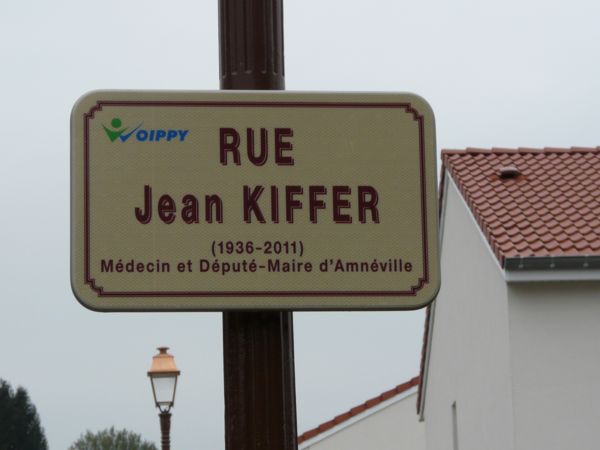 WOIPPY
RUE
Jean KIFFER
(1936-2011)
Médecin et Député-Maire d'Amnéville